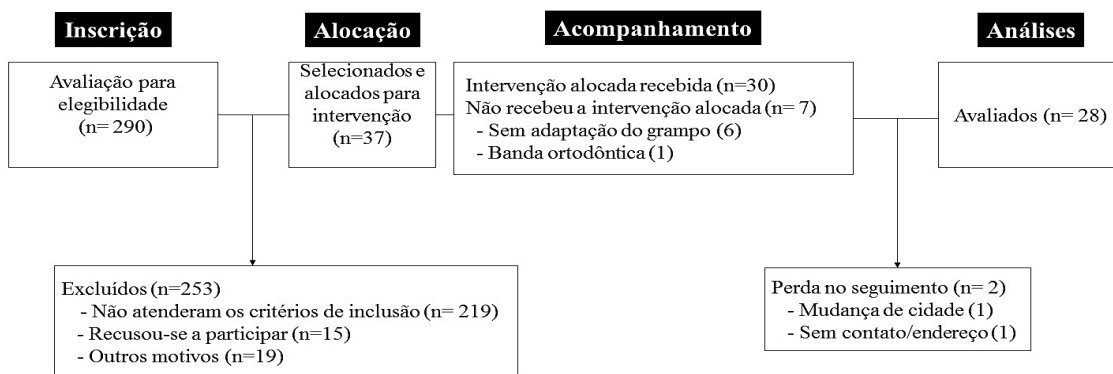 Inscrição
Avaliação para
elegibilidade
(n= 290)
Alocação
Selecionados e
alocados para
intervenção
(n=37)
Acompanhamento
Intervenção alocada recebida (n=30)
Não recebeu a intervenção alocada (n= 7)
- Sem adaptação do grampo (6)
- Banda ortodôntica (1)
Análises
Avaliados (n= 28)
Excluídos (n=253)
- Não atenderam os critérios de inclusão (n= 219)
- Recusou-se a participar (n=15)
- Outros motivos (n=19)
Perda no seguimento (n= 2)
- Mudança de cidade (1)
- Sem contato/endereço (1)